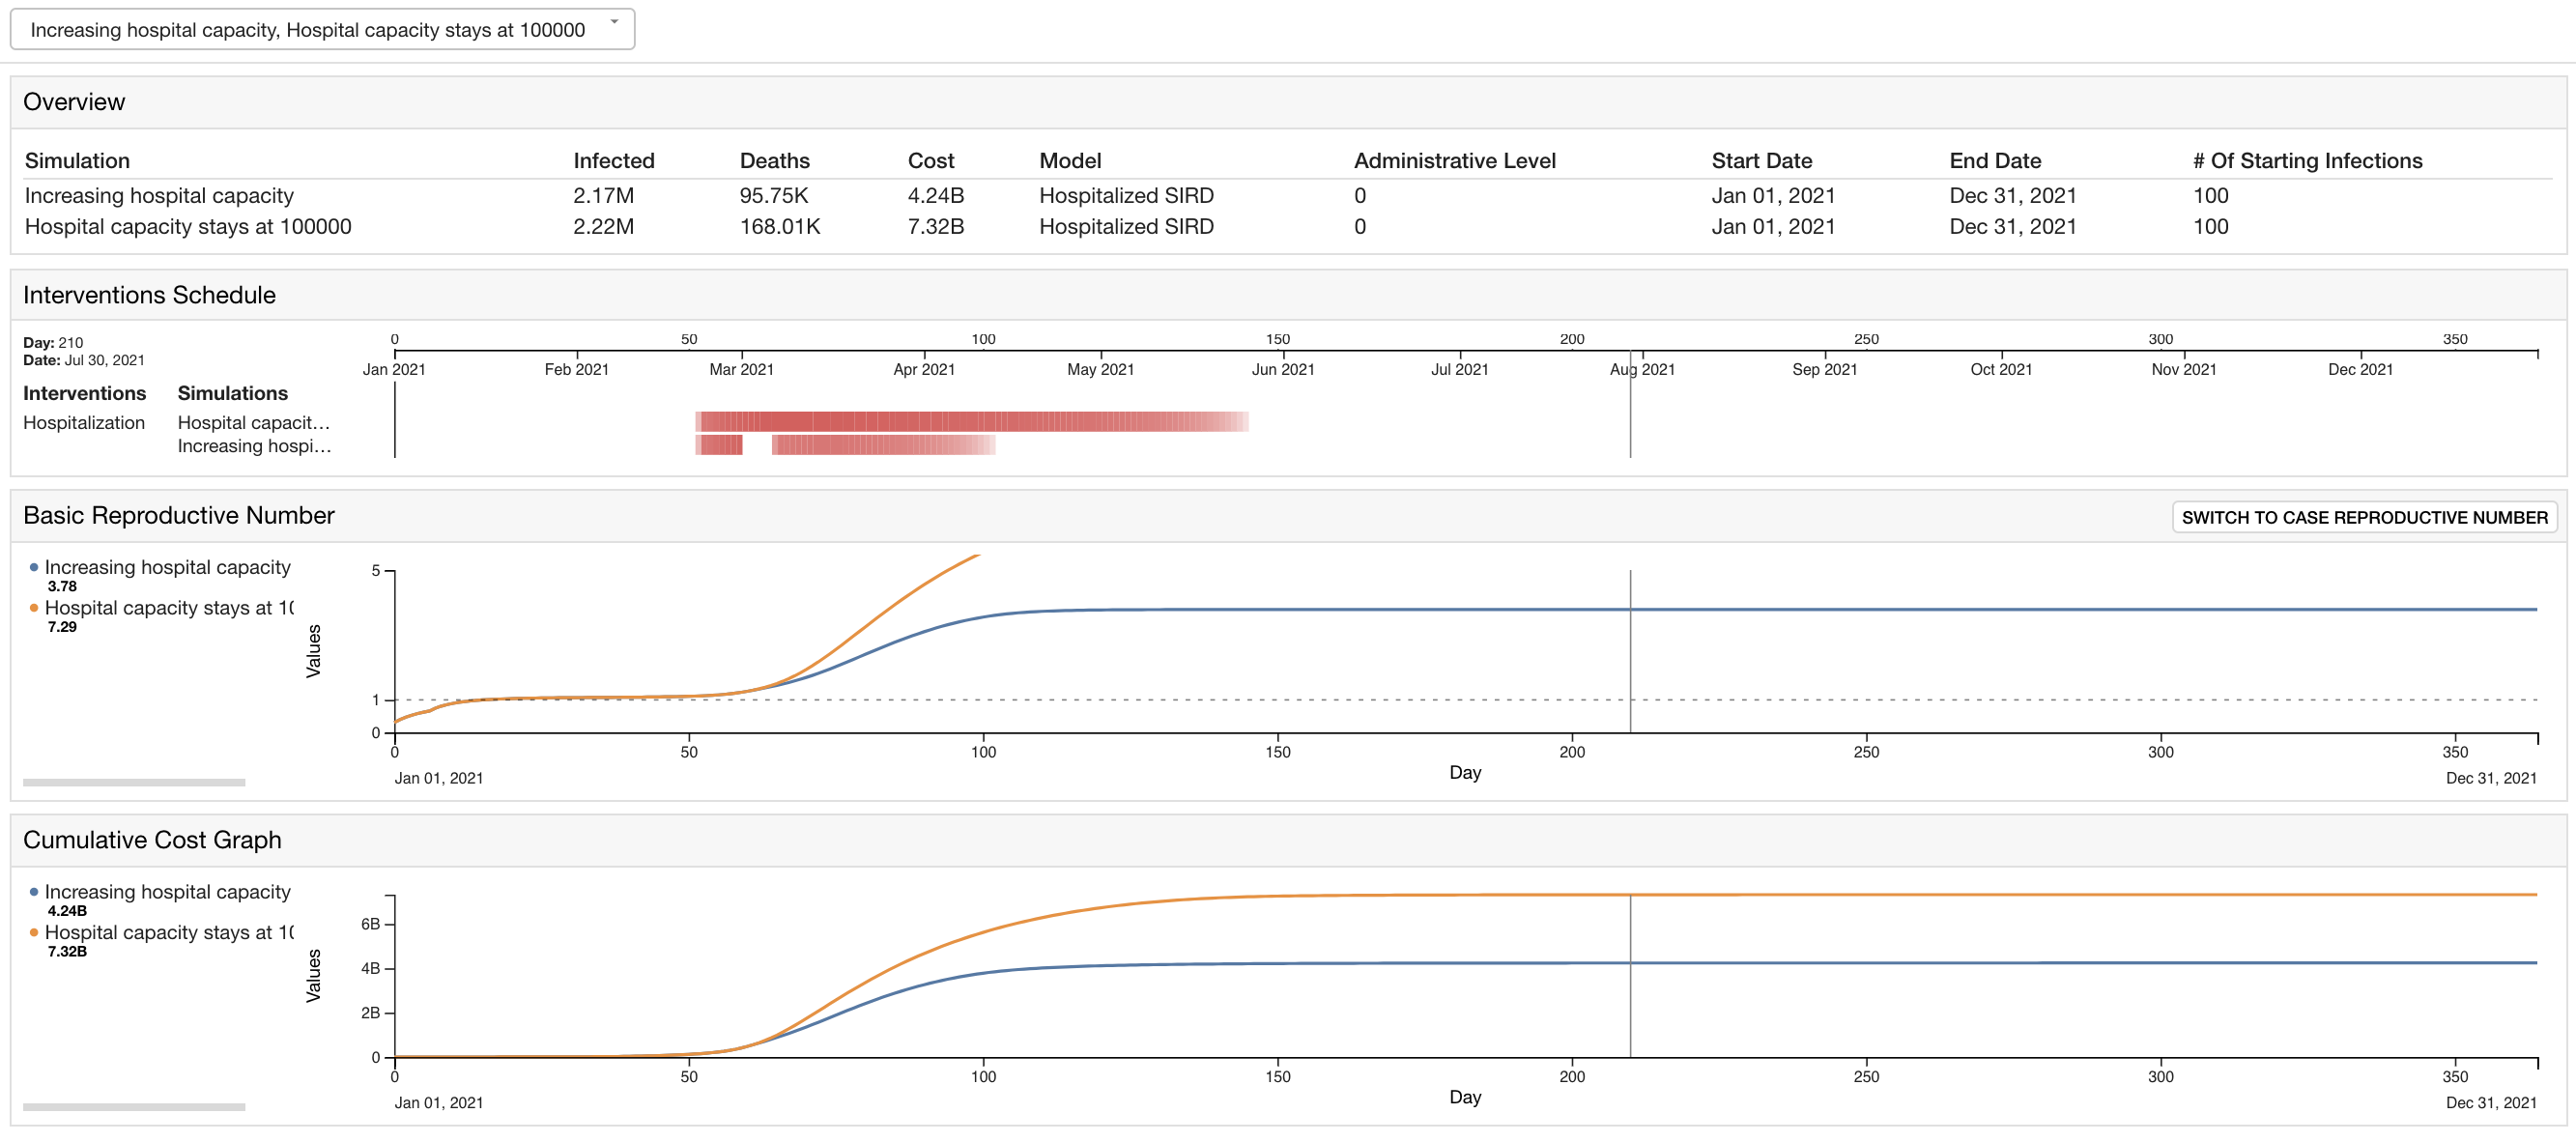 Increasing hospital capacity, Hospital capacity stays at 100000
Overview
Simulation Infected Deaths Cost Model Administrative Level Start Date End Date # Of Starting Infections
Increasing hospital capacity 2.17M 95.75K 4.24B Hospitalized SIRD 0 Jan 01, 2021 Dec 31, 2021 100
Hospital capacity stays at 100000 2.22M 168.01K 7.32B Hospitalized SIRD 0 Jan 01, 2021 Dec 31, 2021 100
Interventions Schedule
Day: 210
Date: Jul 30, 2021
0 50 100 150 200 250 300 350
Jan 2021 Feb 2021 Mar 2021 Apr 2021 May 2021 Jun 2021 Jul 2021 Aug 2021 Sep 2021 Oct 2021 Nov 2021 Dec 2021
Interventions Simulations
Hospitalization Hospital capacit...
Increasing hospi...
Basic Reproductive Number
SWITCH TO CASE REPRODUCTIVE NUMBER
Increasing hospital capacity
3.78
Hospital capacity stays at 10
7.29
Values
5
1
0
0 50 100 150 200 250 300 350
Jan 01, 2021 Day Dec 31, 2021
Cumulative Cost Graph
Increasing hospital capacity
4.24B
Hospital capacity stays at 10
7.32B
Values
6B
4B
2B
0
0 50 100 150 200 250 300 350
Jan 01, 2021 Day Dec 31, 2021